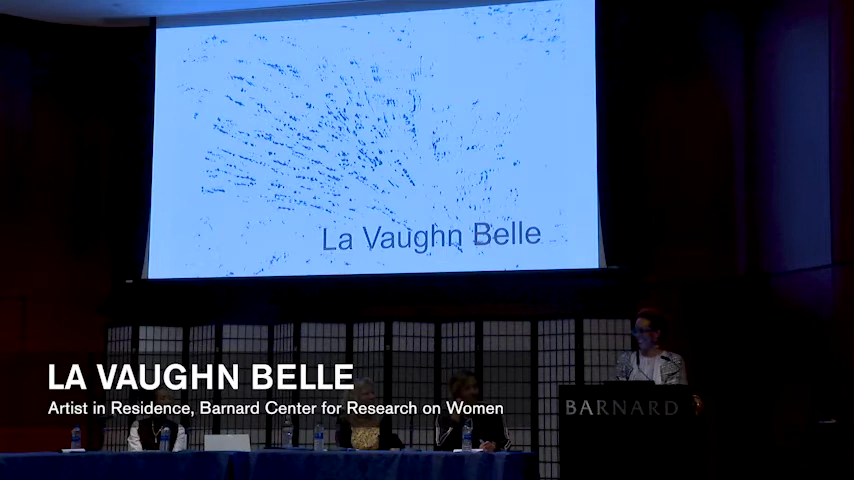 La Vaughn Belle
LA VAUGHN BELLE
Artist in Residence, Barnard Center for Research on Women
BARNARD